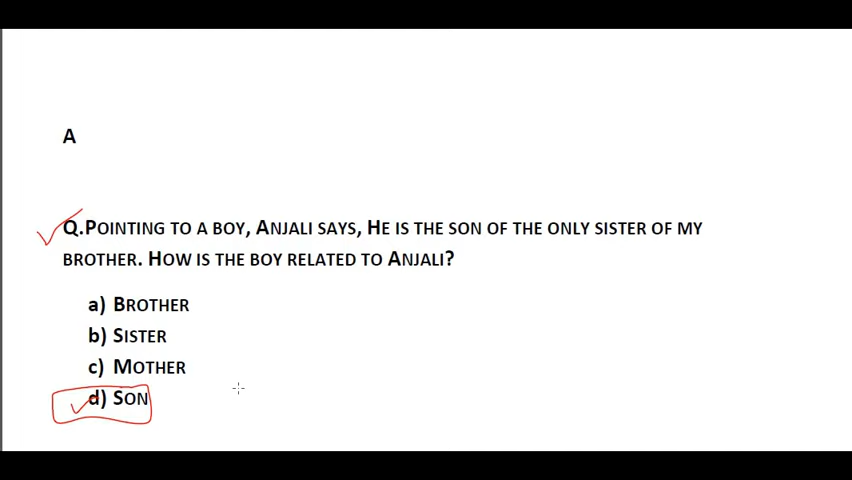 A
Q.Pointing to a boy, Anjali says, He is the son of the only sister of my
brother. How is the boy related to Anjali?
a) Brother
b) Sister
c) Mother
d) Son